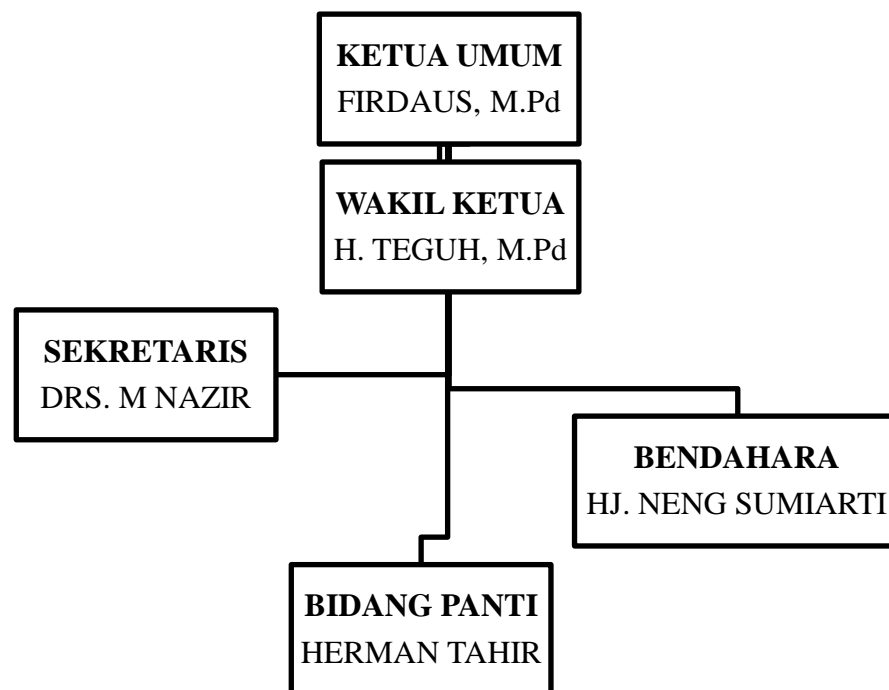 KETUA UMUM
FIRDAUS, M.Pd
WAKIL KETUA
H. TEGUH, M.Pd
SEKRETARIS
DRS. M NAZIR
BENDAHARA
HJ. NENG SUMIARTI
BIDANG PANTI
HERMAN TAHIR